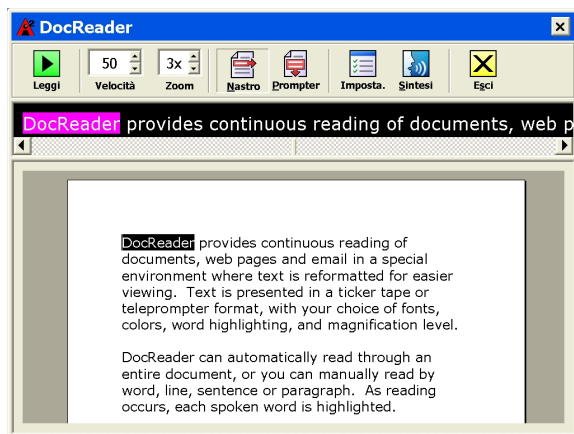 DocReader
50
3x
Leggi
Velocità
Zoom
Nastro
Prompter
Imposta.
Sintesi
Esci
DocReader provides continuous reading of documents, web p
DocReader provides continuous reading of
documents, web pages and email in a special
environment where text is reformatted for easier
viewing.  Text is presented in a ticker tape or
teleprompter format, with your choice of fonts,
colors, word highlighting, and magnification level.
DocReader can automatically read through an
entire document, or you can manually read by
word, line, sentence or paragraph.  As reading
occurs, each spoken word is highlighted.